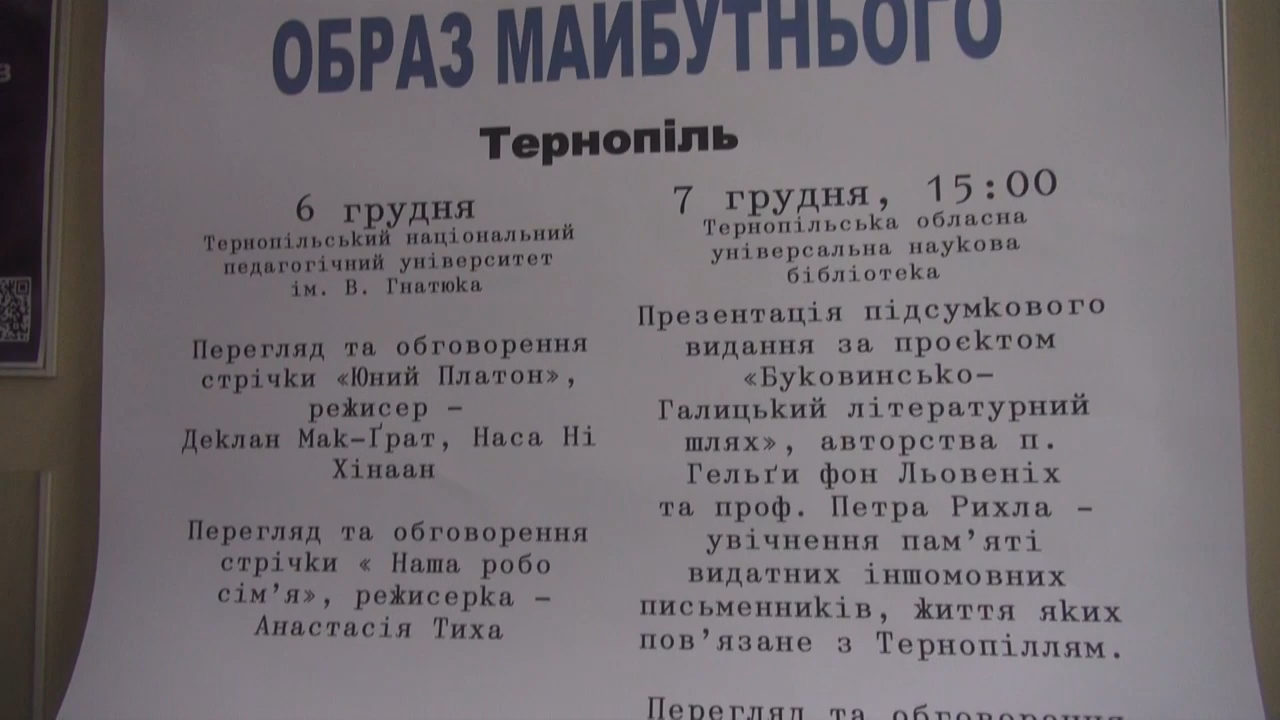 ОБРАЗ МАЙБУТНЬОГО
Тернопіль
6 грудня
Тернопільський національний
педагогічний університет
ім. В. Гнатюка
Перегляд та обговорення
стрічки «Юний Платон»,
режисер –
Деклан Мак-Ґрат, Наса Ні
Хінаан
Перегляд та обговорення
стрічки « Наша робо
сім’я», режисерка –
Анастасія Тиха
7 грудня, 15:00
Тернопільська обласна
універсальна наукова
бібліотека
Презентація підсумкового
видання за проєктом
«Буковинсько-
Галицький літературний
шлях», авторства п.
Гельґи фон Льовеніх
та проф. Петра Рихла –
увічнення пам’яті
видатних іншомовних
письменників, життя яких
пов’язане з Тернопіллям.
Перегляд та обговорення